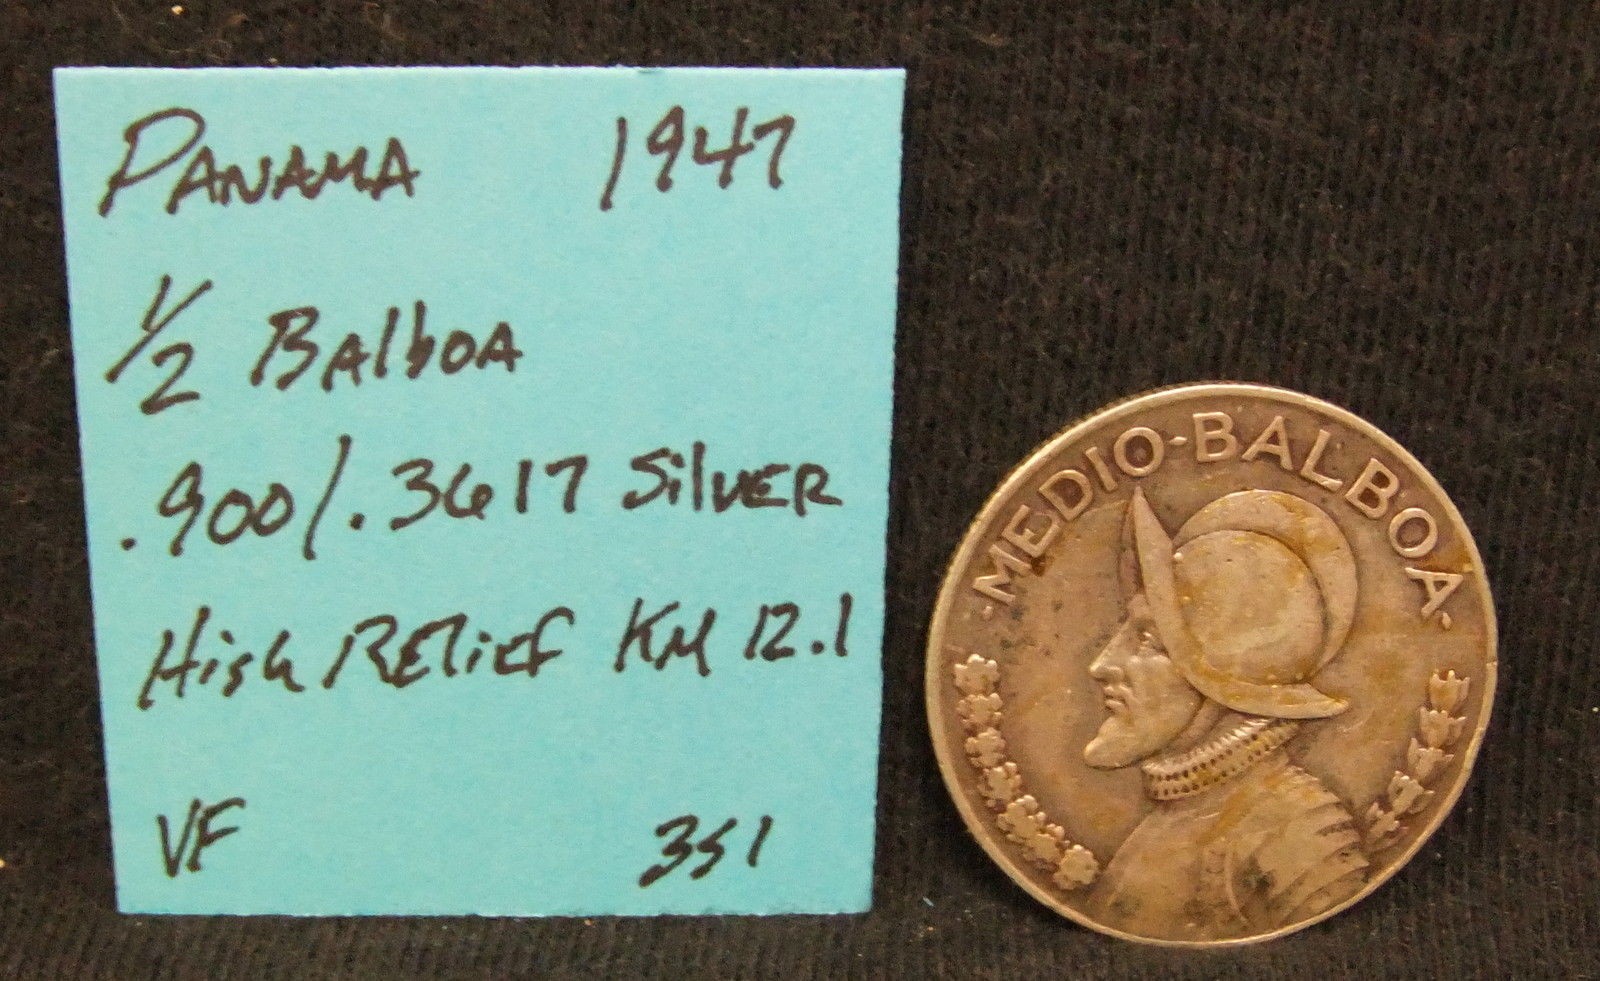 PANAMA 1947
1/2 BAlbOA
.900/.3617 SilvER
High RElief KM 12.1
VF 351
·MEDIO-BALBOA·